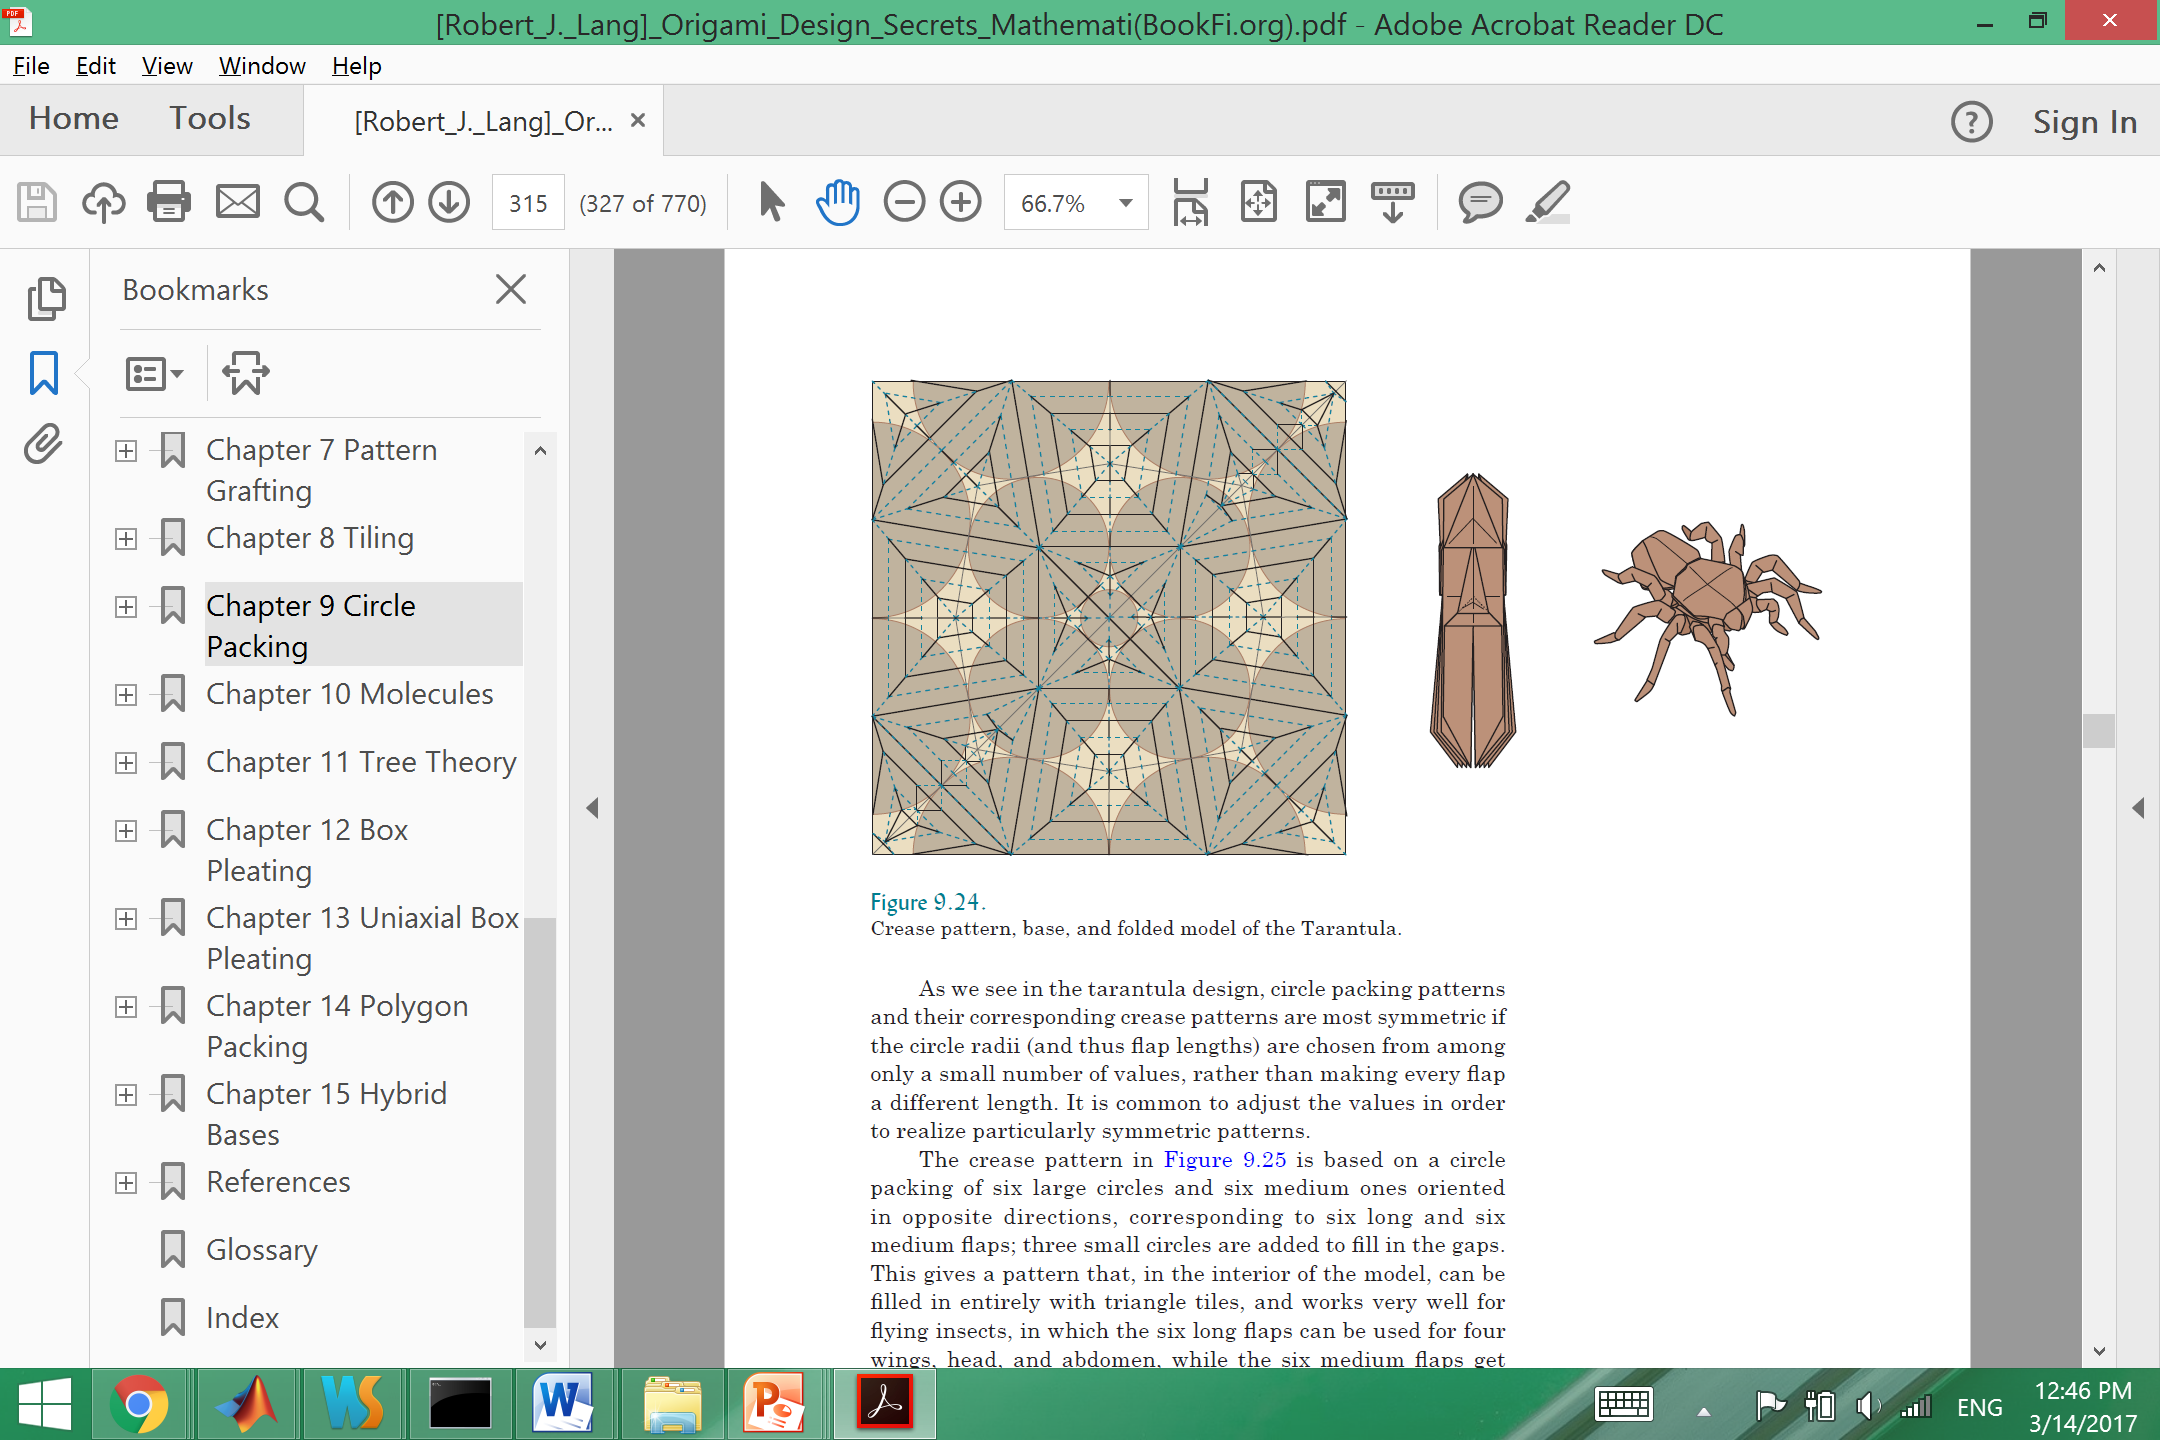 [Robert_J._Lang]_Origami_Design_Secrets_Mathemati(BookFi.org).pdf - Adobe Acrobat Reader DC
File Edit View Window Help
Home Tools [Robert_J._Lang]_Or... Sign In
315 (327 of 770) 66.7%
Bookmarks
Chapter 7 Pattern
Grafting
Chapter 8 Tiling
Chapter 9 Circle
Packing
Chapter 10 Molecules
Chapter 11 Tree Theory
Chapter 12 Box
Pleating
Chapter 13 Uniaxial Box
Pleating
Chapter 14 Polygon
Packing
Chapter 15 Hybrid
Bases
References
Glossary
Index
Figure 9.24.
Crease pattern, base, and folded model of the Tarantula.
As we see in the tarantula design, circle packing patterns
and their corresponding crease patterns are most symmetric if
the circle radii (and thus flap lengths) are chosen from among
only a small number of values, rather than making every flap
a different length. It is common to adjust the values in order
to realize particularly symmetric patterns.
The crease pattern in Figure 9.25 is based on a circle
packing of six large circles and six medium ones oriented
in opposite directions, corresponding to six long and six
medium flaps; three small circles are added to fill in the gaps.
This gives a pattern that, in the interior of the model, can be
filled in entirely with triangle tiles, and works very well for
flying insects, in which the six long flaps can be used for four
wings, head, and abdomen, while the six medium flaps get
ENG
12:46 PM
3/14/2017